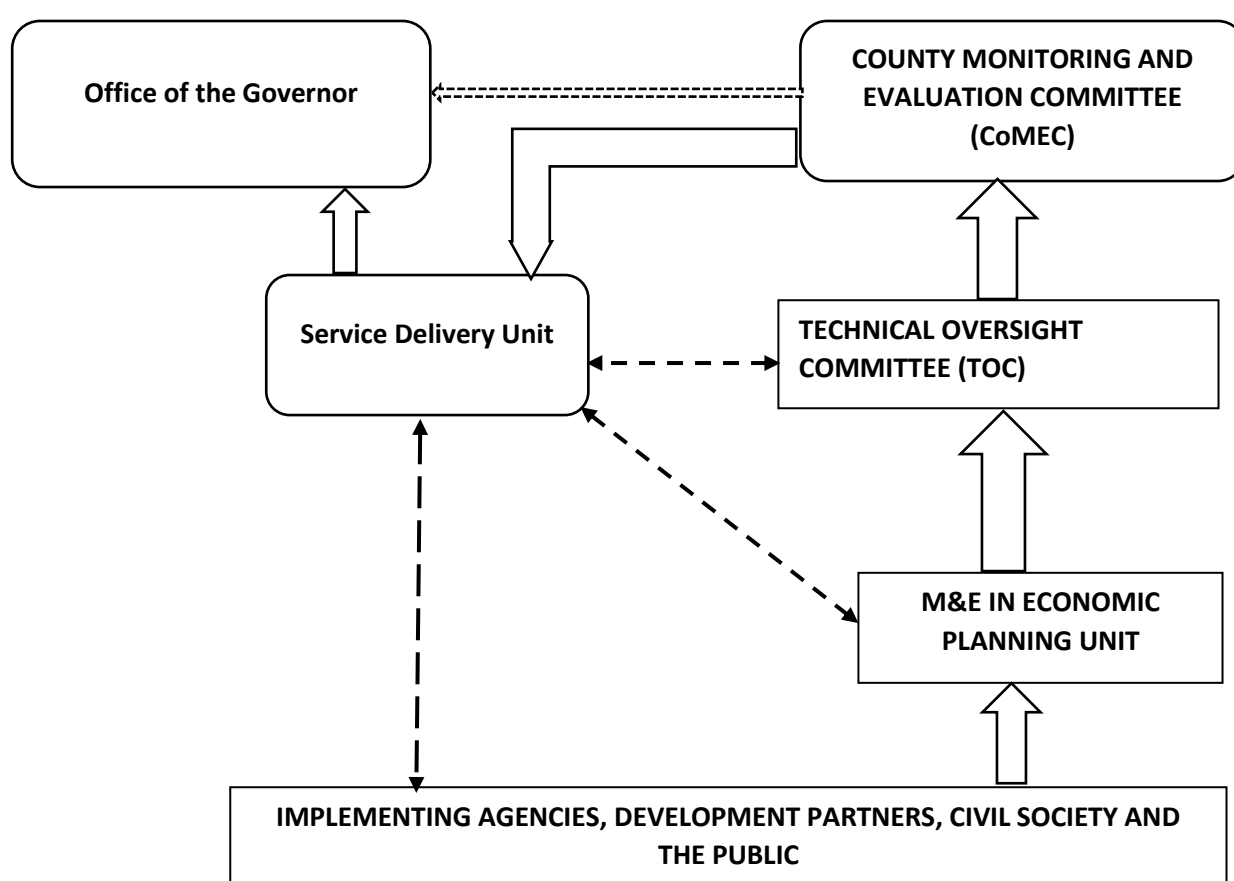 Office of the Governor
COUNTY MONITORING AND
EVALUATION COMMITTEE
(CoMEC)
Service Delivery Unit
TECHNICAL OVERSIGHT
COMMITTEE (TOC)
M&E IN ECONOMIC
PLANNING UNIT
IMPLEMENTING AGENCIES, DEVELOPMENT PARTNERS, CIVIL SOCIETY AND
THE PUBLIC